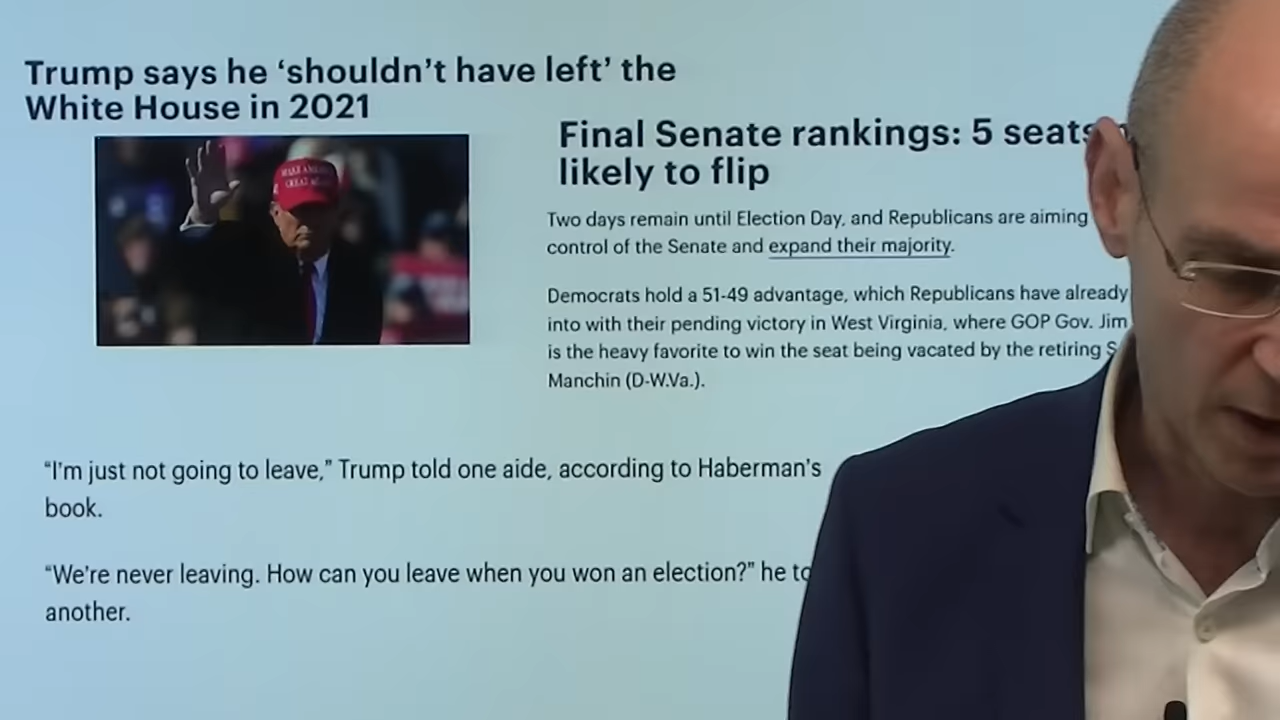 Trump says he ‘shouldn’t have left’ the
White House in 2021
MAKE AMERICA
GREAT AGAIN
Final Senate rankings: 5 seats
likely to flip
Two days remain until Election Day, and Republicans are aiming
control of the Senate and expand their majority.
Democrats hold a 51-49 advantage, which Republicans have already
into with their pending victory in West Virginia, where GOP Gov. Jim
is the heavy favorite to win the seat being vacated by the retiring
Manchin (D-W.Va.).
“I’m just not going to leave,” Trump told one aide, according to Haberman’s
book.
“We’re never leaving. How can you leave when you won an election?” he
another.